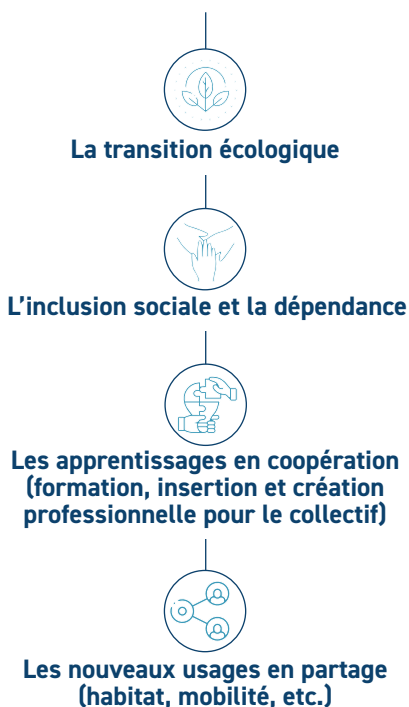 La transition écologique
L’inclusion sociale et la dépendance
Les apprentissages en coopération
(formation, insertion et création
professionnelle pour le collectif)
Les nouveaux usages en partage
(habitat, mobilité, etc.)